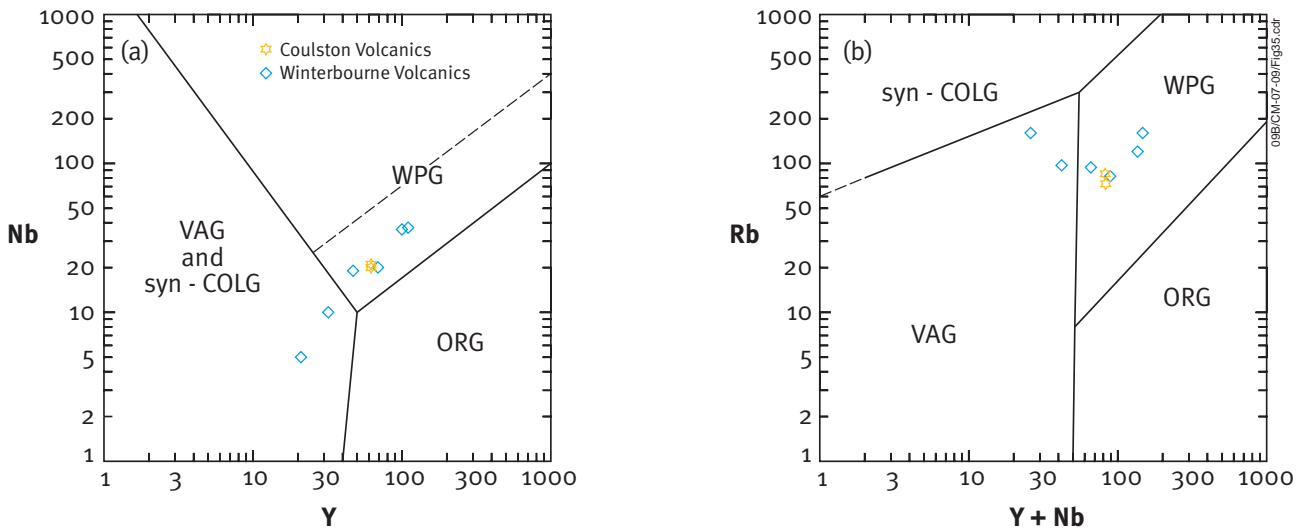 (a)
Coulston Volcanics
Winterbourne Volcanics
1000
500
400
200
100
50
20
10
5
2
1
Nb
WPG
VAG
and
syn - COLG
ORG
1 3 10 30 100 300 1000
Y
(b)
1000
500
300
200
100
50
20
10
5
2
1
Rb
syn - COLG
WPG
VAG
ORG
1 3 10 30 100 300 1000
Y + Nb
09B/CM-07-09/Fig35.cdr